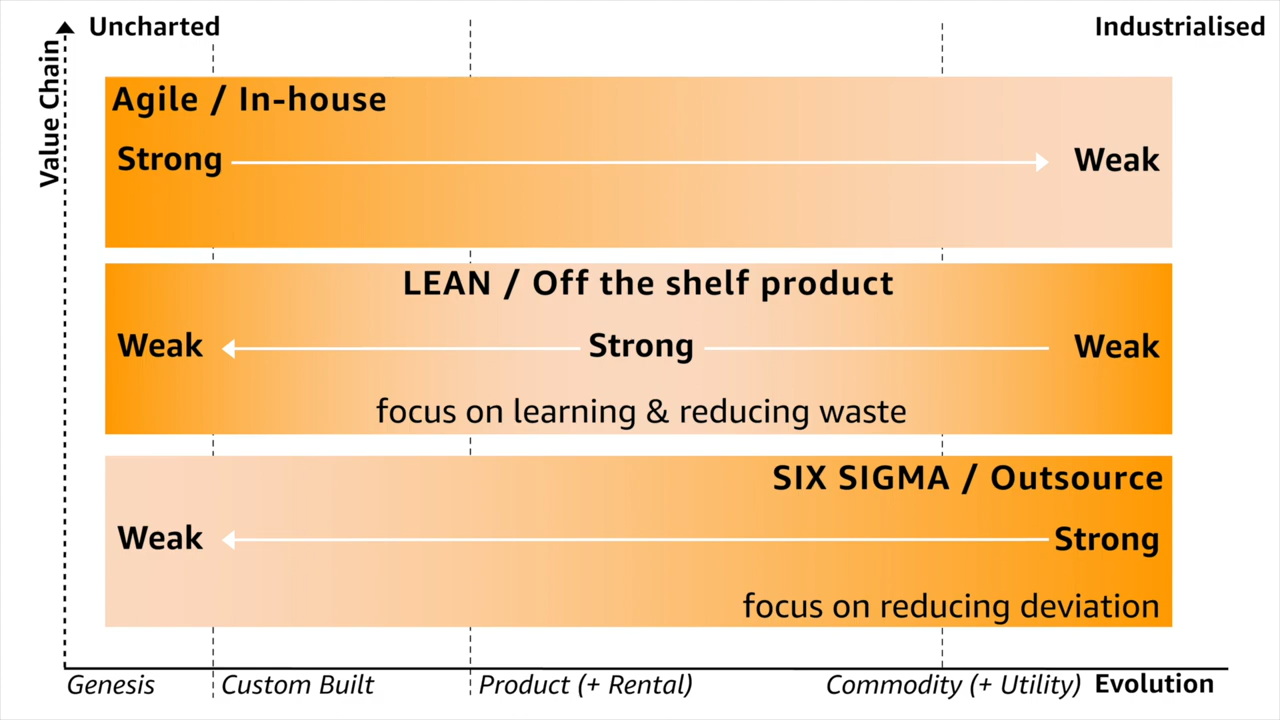 Uncharted
Industrialised
Value Chain
Agile / In-house
Strong
Weak
LEAN / Off the shelf product
Weak
Strong
Weak
focus on learning & reducing waste
SIX SIGMA / Outsource
Weak
Strong
focus on reducing deviation
Genesis
Custom Built
Product (+ Rental)
Commodity (+ Utility)
Evolution